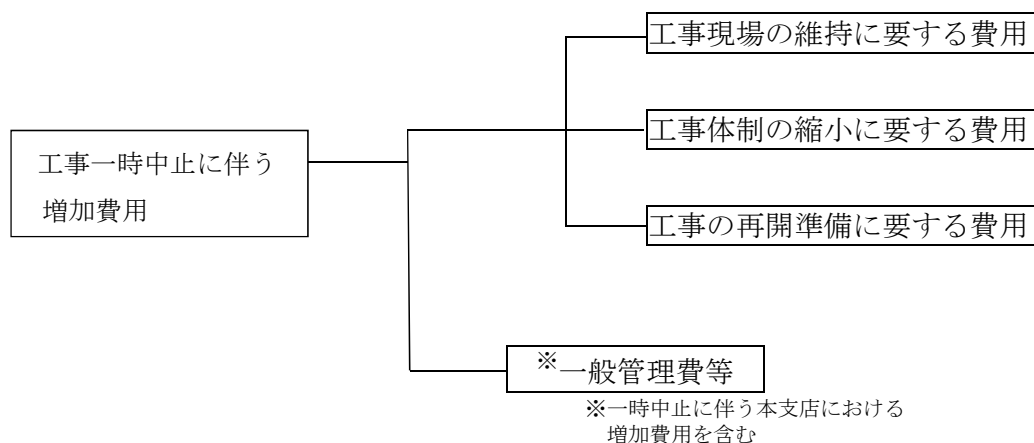 工事現場の維持に要する費用
工事体制の縮小に要する費用
工事一時中止に伴う
増加費用
工事の再開準備に要する費用
※一般管理費等
※一時中止に伴う本支店における
増加費用を含む